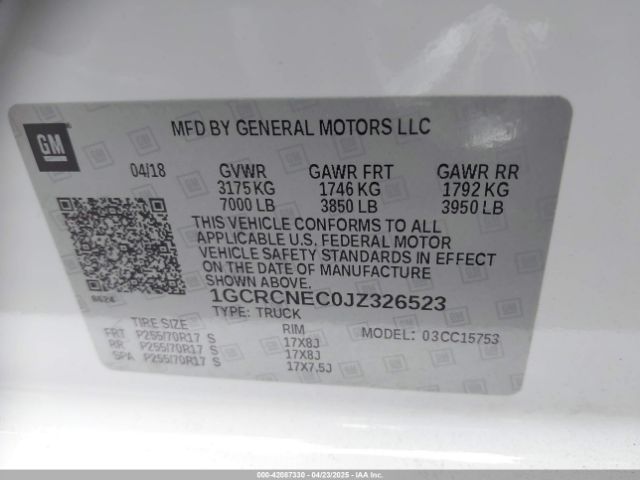 GM
MFD BY GENERAL MOTORS LLC
04/18 GVWR GAWR FRT GAWR RR
3175 KG 1746 KG 1792 KG
7000 LB 3850 LB 3950 LB
THIS VEHICLE CONFORMS TO ALL
APPLICABLE U.S. FEDERAL MOTOR
VEHICLE SAFETY STANDARDS IN EFFECT
ON THE DATE OF MANUFACTURE
SHOWN ABOVE.
6624 1GCRCNEC0JZ326523
TYPE: TRUCK
TIRE SIZE RIM MODEL: 03CC15753
FRT P255/70R17 S 17X8J
RR P255/70R17 S 17X8J
SPA P255/70R17 S 17X7.5J
000-42087330 - 04/23/2025 - IAAI.COM